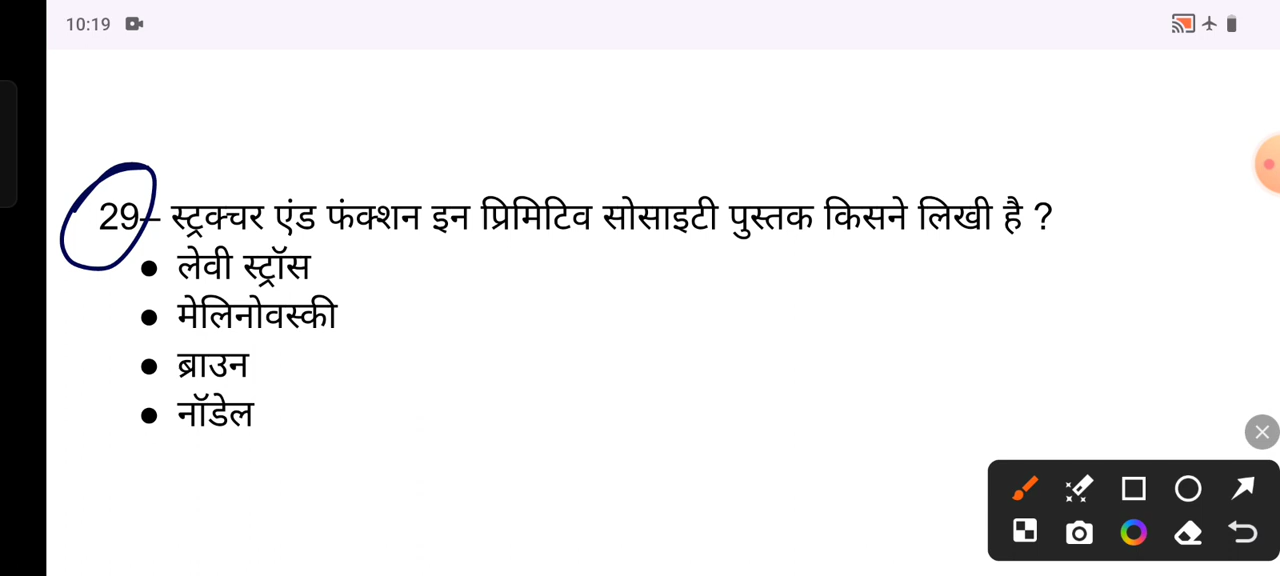 10:19
29– स्ट्रक्चर एंड फंक्शन इन प्रिमिटिव सोसाइटी पुस्तक किसने लिखी है ?
● लेवी स्ट्रॉस
● मेलिनोवस्की
● ब्राउन
● नॉडेल